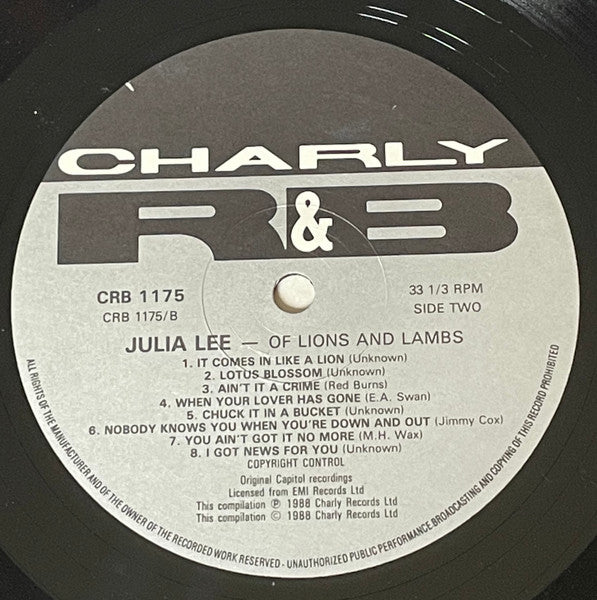 CHARLY
R&B
CRB 1175
CRB 1175/B
33 1/3 RPM
SIDE TWO
JULIA LEE — OF LIONS AND LAMBS
1. IT COMES IN LIKE A LION (Unknown)
2. LOTUS BLOSSOM (Unknown)
3. AIN'T IT A CRIME (Red Burns)
4. WHEN YOUR LOVER HAS GONE (E.A. Swan)
5. CHUCK IT IN A BUCKET (Unknown)
6. NOBODY KNOWS YOU WHEN YOU'RE DOWN AND OUT (Jimmy Cox)
7. YOU AIN'T GOT IT NO MORE (M.H. Wax)
8. I GOT NEWS FOR YOU (Unknown)
COPYRIGHT CONTROL
Original Capitol recordings
Licensed from EMI Records Ltd
This compilation ℗ 1988 Charly Records Ltd
This compilation © 1988 Charly Records Ltd
ALL RIGHTS OF THE MANUFACTURER AND OF THE OWNER OF THE RECORDED WORK RESERVED - UNAUTHORIZED PUBLIC PERFORMANCE, BROADCASTING AND COPYING OF THIS RECORD PROHIBITED